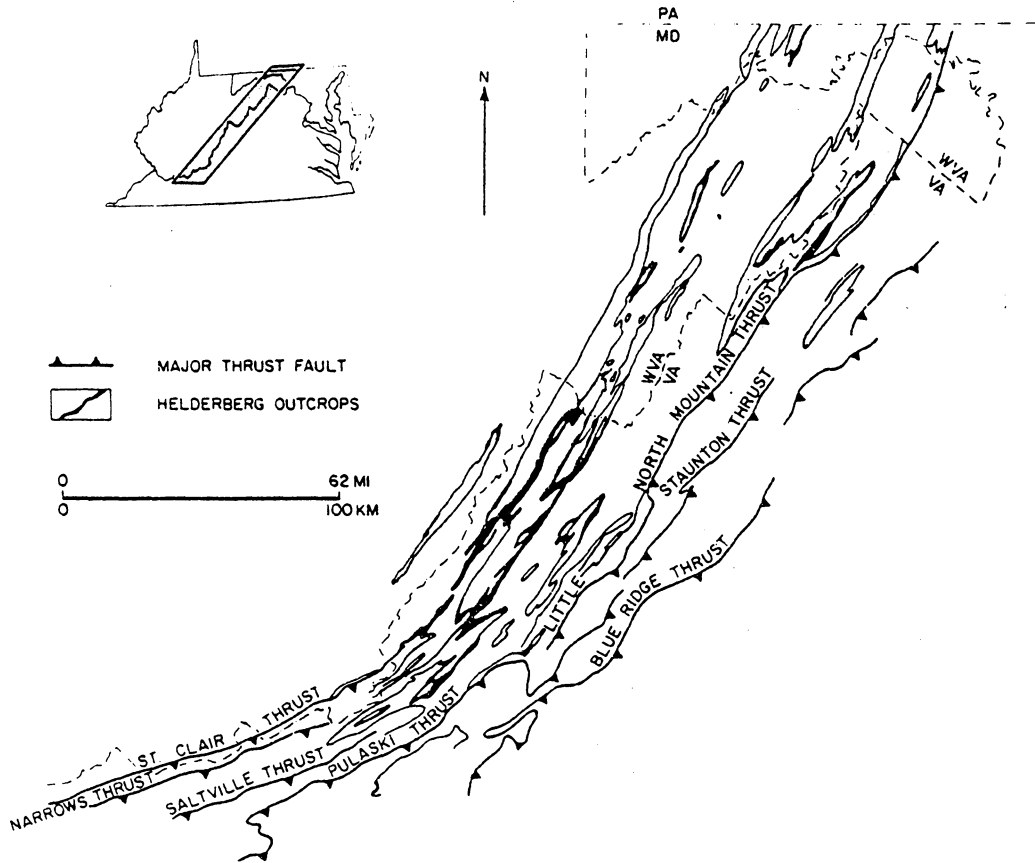 PA
MD
N
WVA
VA
MAJOR THRUST FAULT
HELDERBERG OUTCROPS
0 62 MI
0 100 KM
WVA
VA
LITTLE NORTH MOUNTAIN THRUST
STAUNTON THRUST
BLUE RIDGE THRUST
ST. CLAIR THRUST
NARROWS THRUST
SALTVILLE THRUST
PULASKI THRUST